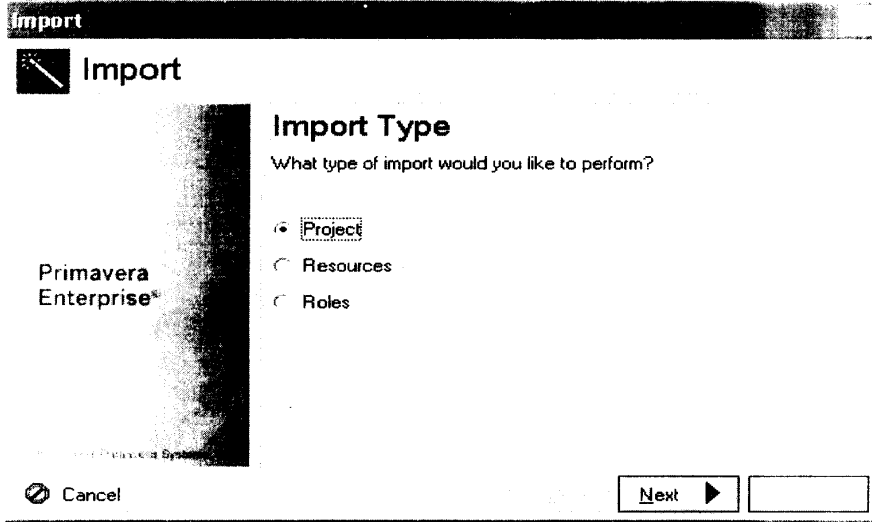 Import
Import
Import Type
What type of import would you like to perform?
Project
Resources
Roles
Primavera
Enterprise
Cancel
Next